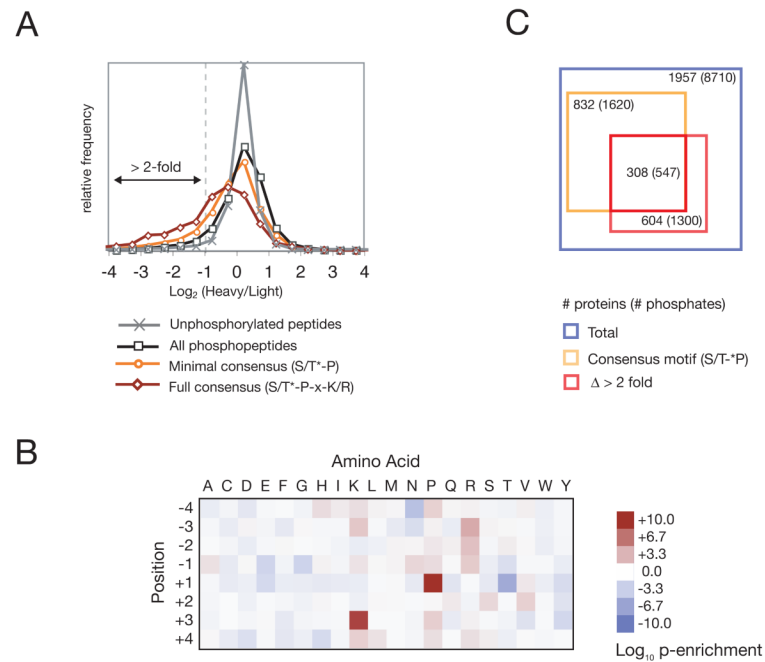 A
relative frequency
> 2-fold
-4 -3 -2 -1 0 1 2 3 4
Log2 (Heavy/Light)
Unphosphorylated peptides
All phosphopeptides
Minimal consensus (S/T*-P)
Full consensus (S/T*-P-x-K/R)
C
1957 (8710)
832 (1620)
308 (547)
604 (1300)
# proteins (# phosphates)
Total
Consensus motif (S/T-*P)
Δ > 2 fold
B
Amino Acid
A C D E F G H I K L M N P Q R S T V W Y
Position
-4
-3
-2
-1
+1
+2
+3
+4
+10.0
+6.7
+3.3
0.0
-3.3
-6.7
-10.0
Log10 p-enrichment